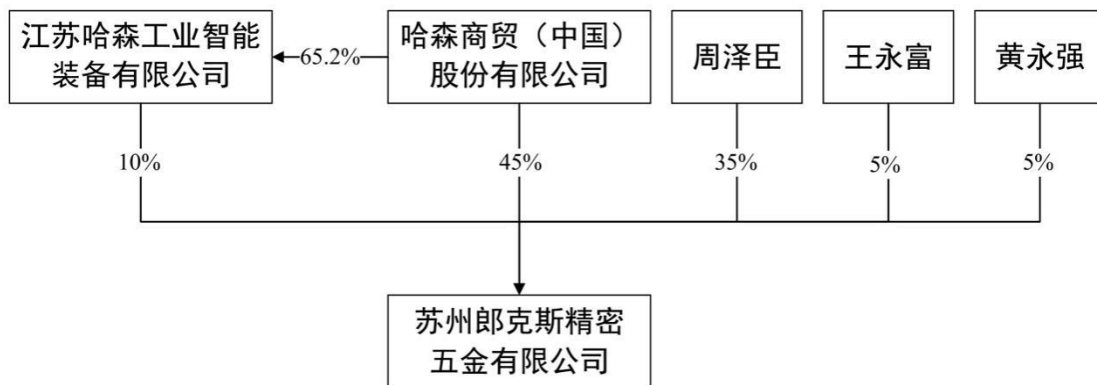 江苏哈森工业智能
装备有限公司
65.2%
哈森商贸（中国）
股份有限公司
周泽臣
王永富
黄永强
10%
45%
35%
5%
5%
苏州郎克斯精密
五金有限公司